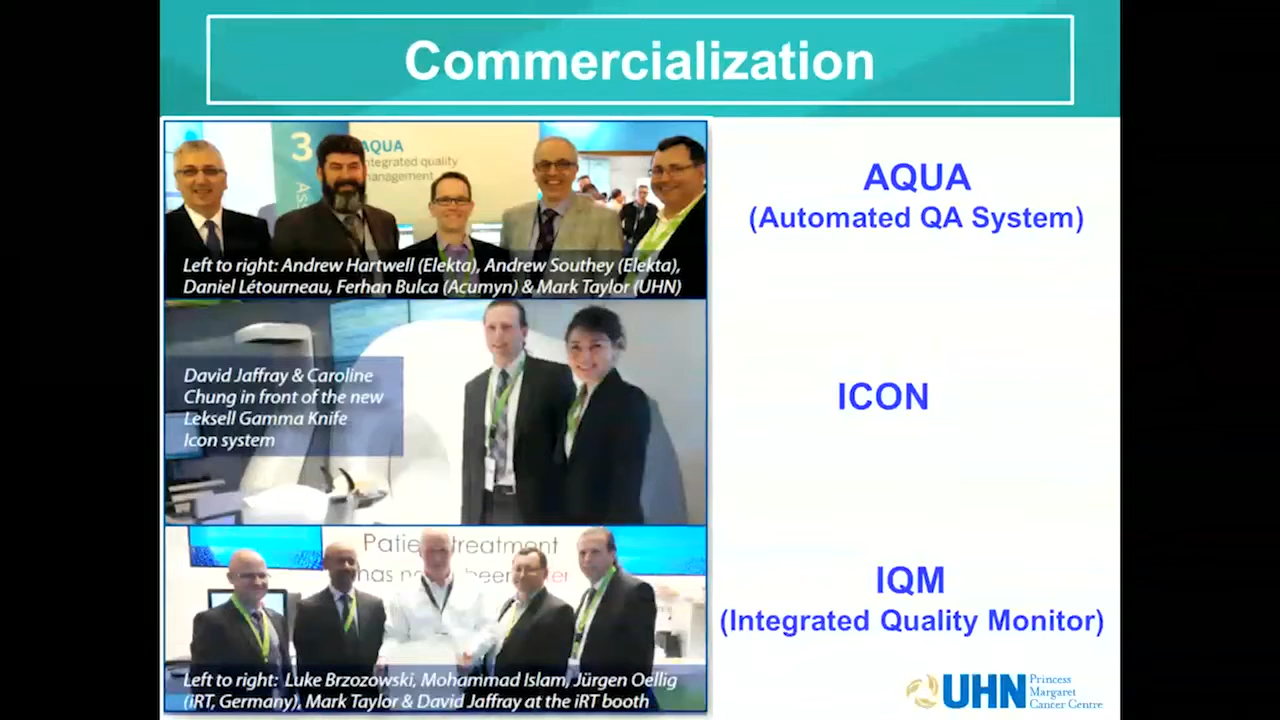 Commercialization
3
AQUA
integrated quality
management
Left to right: Andrew Hartwell (Elekta), Andrew Southey (Elekta),
Daniel Létourneau, Ferhan Bulca (Acumyn) & Mark Taylor (UHN)
AQUA
(Automated QA System)
David Jaffray & Caroline
Chung in front of the new
Leksell Gamma Knife
Icon system
ICON
treatment
has
been
Left to right: Luke Brzozowski, Mohammad Islam, Jürgen Oellig
(iRT, Germany), Mark Taylor & David Jaffray at the iRT booth
IQM
(Integrated Quality Monitor)
UHN
Princess
Margaret
Cancer Centre